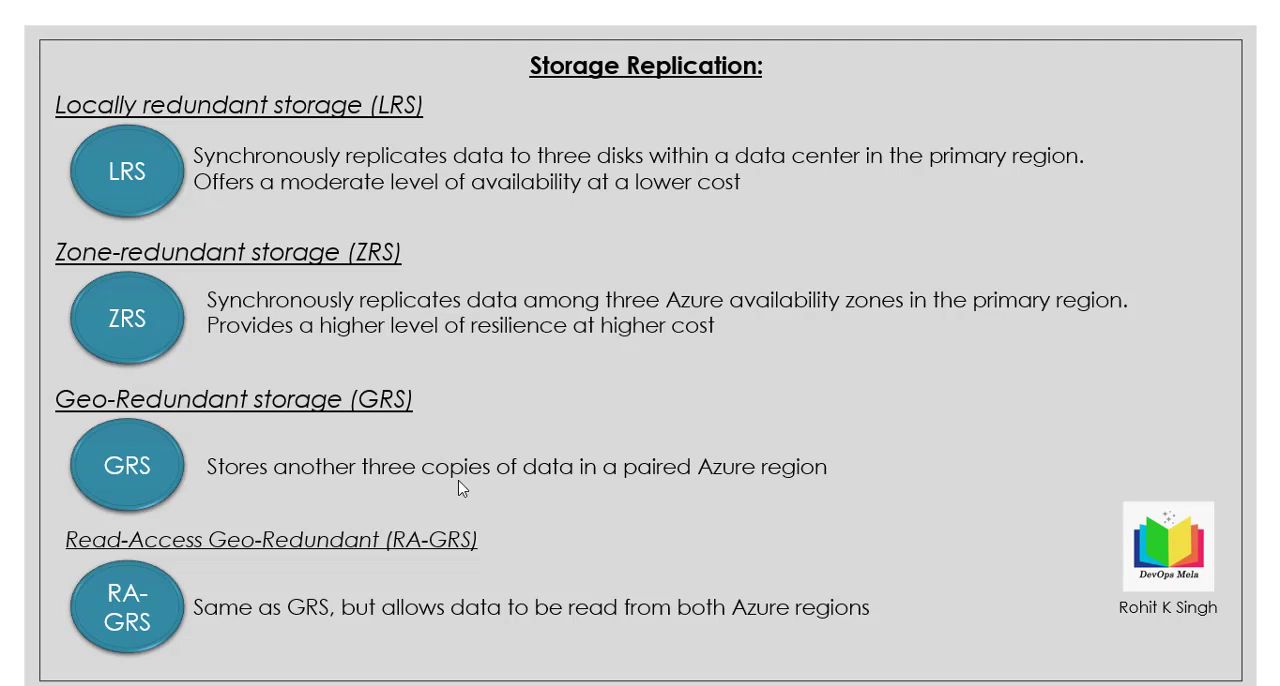 Storage Replication:
Locally redundant storage (LRS)
LRS
Synchronously replicates data to three disks within a data center in the primary region.
Offers a moderate level of availability at a lower cost
Zone-redundant storage (ZRS)
ZRS
Synchronously replicates data among three Azure availability zones in the primary region.
Provides a higher level of resilience at higher cost
Geo-Redundant storage (GRS)
GRS
Stores another three copies of data in a paired Azure region
Read-Access Geo-Redundant (RA-GRS)
RA-
GRS
Same as GRS, but allows data to be read from both Azure regions
DevOps Mela
Rohit K Singh